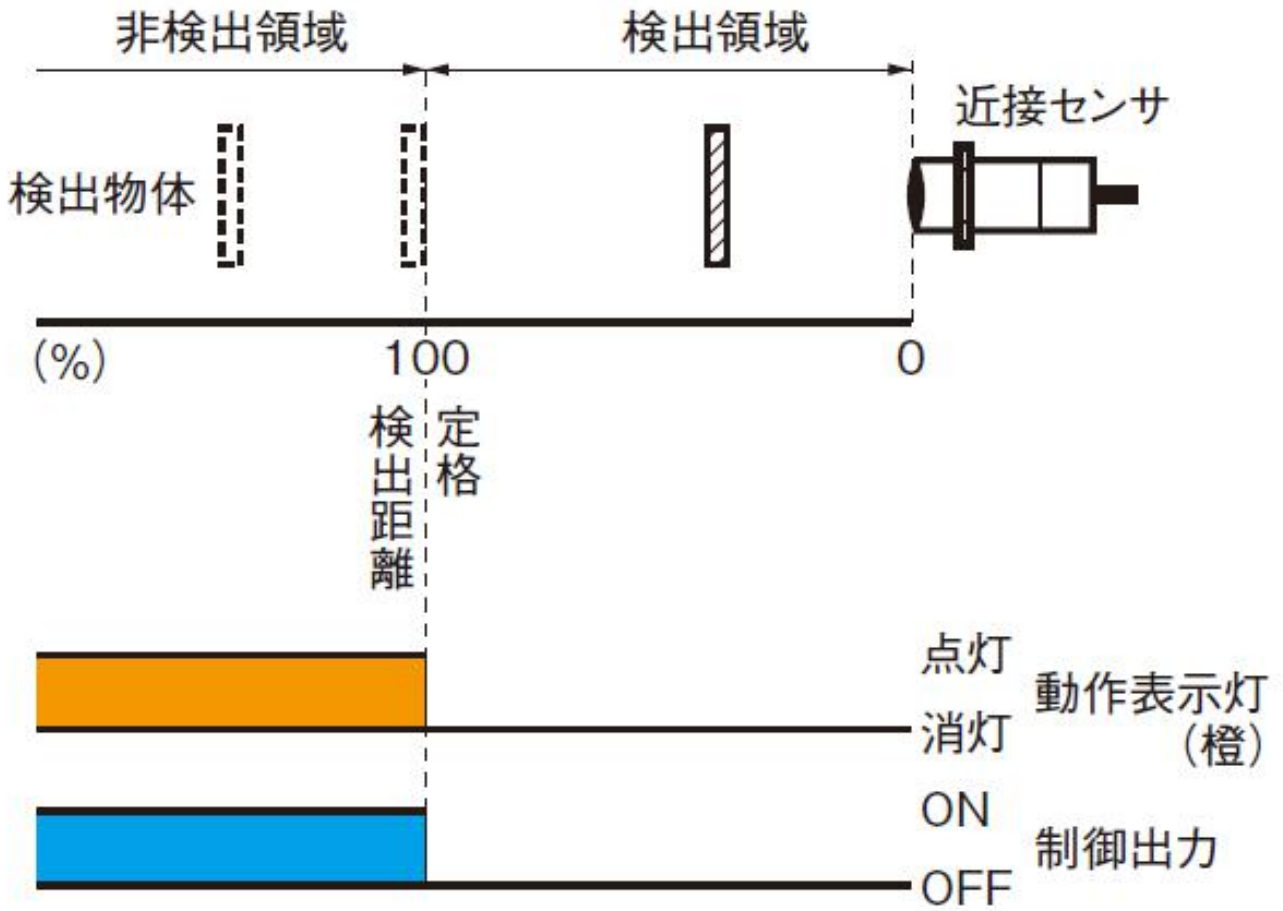 非検出領域
検出領域
近接センサ
検出物体
(%)
100
0
定格
検出距離
点灯
消灯
動作表示灯
(橙)
ON
OFF
制御出力